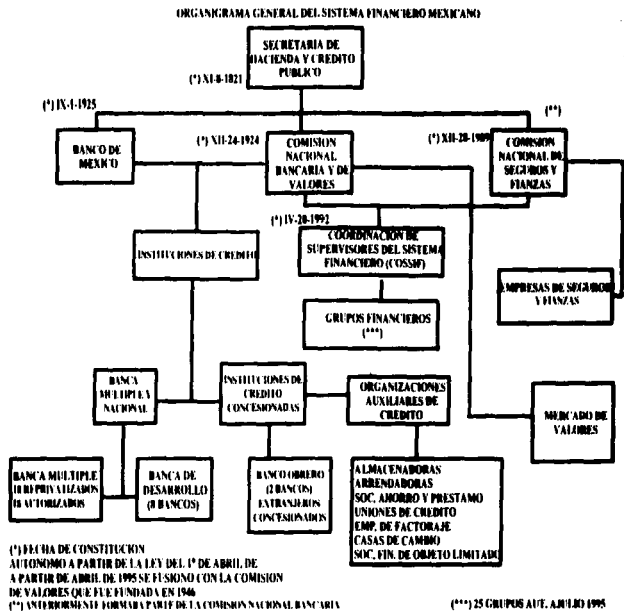 ORGANIGRAMA GENERAL DEL SISTEMA FINANCIERO MEXICANO
SECRETARIA DE
HACIENDA Y CREDITO
PUBLICO
(*) XI-8-1821
(*) IX-1-1925
(**)
BANCO DE
MEXICO
(*) XII-24-1924
COMISION
NACIONAL
BANCARIA Y DE
VALORES
(*) XII-28-1989
COMISION
NACIONAL DE
SEGUROS Y
FIANZAS
(*) IV-20-1992
COORDINACION DE
SUPERVISORES DEL SISTEMA
FINANCIERO (COSSIF)
INSTITUCIONES DE CREDITO
EMPRESAS DE SEGUROS
Y FIANZAS
GRUPOS FINANCIEROS
(***)
BANCA
MULTIPLE Y
NACIONAL
INSTITUCIONES DE
CREDITO
CONCESIONADAS
ORGANIZACIONES
AUXILIARES DE
CREDITO
MERCADO DE
VALORES
BANCA MULTIPLE
18 REPRIVATIZADOS
18 AUTORIZADOS
BANCA DE
DESARROLLO
(8 BANCOS)
BANCO OBRERO
(2 BANCOS)
EXTRANJEROS
CONCESIONADOS
ALMACENADORAS
ARRENDADORAS
SOC. AHORRO Y PRESTAMO
UNIONES DE CREDITO
EMP. DE FACTORAJE
CASAS DE CAMBIO
SOC. FIN. DE OBJETO LIMITADO
(*) FECHA DE CONSTITUCION
AUTONOMO A PARTIR DE LA LEY DEL 1º DE ABRIL DE
A PARTIR DE ABRIL DE 1995 SE FUSIONO CON LA COMISION
DE VALORES QUE FUE FUNDADA EN 1946
(**) ANTERIORMENTE FORMABA PARTE DE LA COMISION NACIONAL BANCARIA
(***) 25 GRUPOS AUT. A JULIO 1995